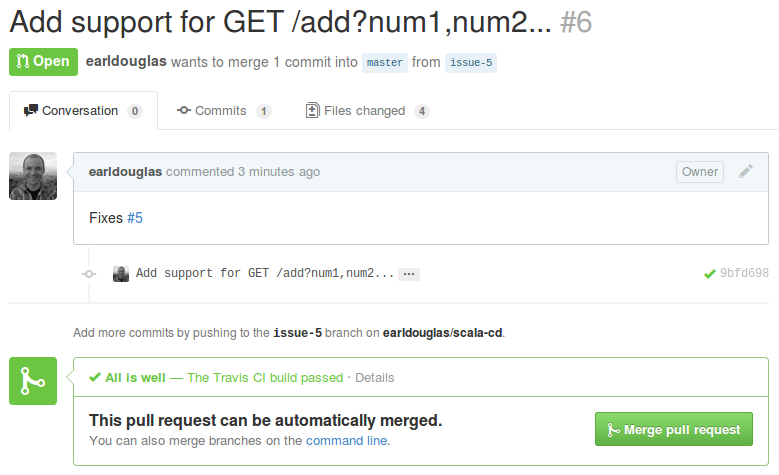 Add support for GET /add?num1,num2... #6
Open earldouglas wants to merge 1 commit into master from issue-5
Conversation 0 Commits 1 Files changed 4
earldouglas commented 3 minutes ago Owner
Fixes #5
Add support for GET /add?num1,num2... ... 9bfd698
Add more commits by pushing to the issue-5 branch on earldouglas/scala-cd.
All is well — The Travis CI build passed · Details
This pull request can be automatically merged.
You can also merge branches on the command line.
Merge pull request